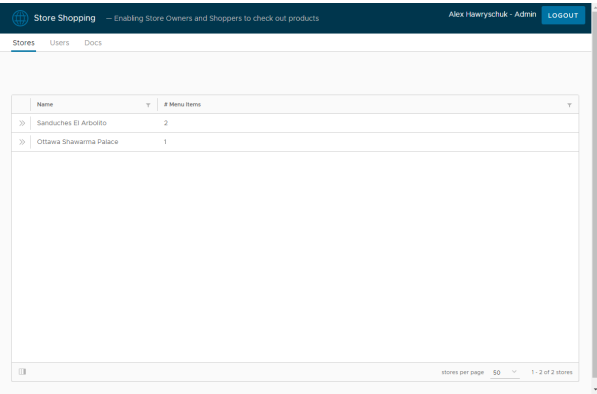 Store Shopping — Enabling Store Owners and Shoppers to check out products Alex Hawryschuk - Admin LOGOUT
Stores Users Docs
Name # Menu Items
Sanduches El Arbolito 2
Ottawa Shawarma Palace 1
stores per page 50 1 - 2 of 2 stores